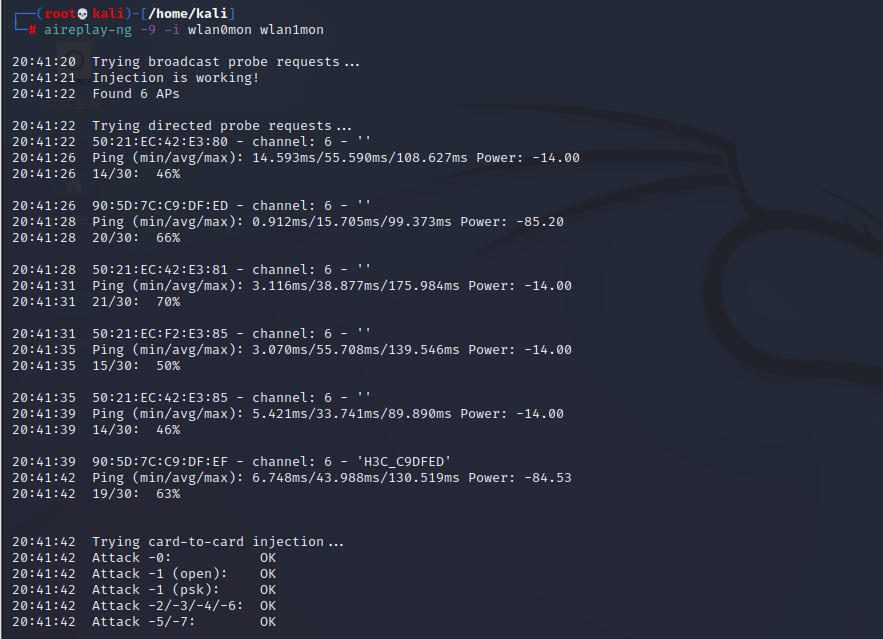 (root💀kali)-[/home/kali]
# aireplay-ng -9 -i wlan0mon wlan1mon
20:41:20  Trying broadcast probe requests...
20:41:21  Injection is working!
20:41:22  Found 6 APs
20:41:22  Trying directed probe requests...
20:41:22  50:21:EC:42:E3:80 - channel: 6 - ''
20:41:26  Ping (min/avg/max): 14.593ms/55.590ms/108.627ms Power: -14.00
20:41:26  14/30:  46%
20:41:26  90:5D:7C:C9:DF:ED - channel: 6 - ''
20:41:28  Ping (min/avg/max): 0.912ms/15.705ms/99.373ms Power: -85.20
20:41:28  20/30:  66%
20:41:28  50:21:EC:42:E3:81 - channel: 6 - ''
20:41:31  Ping (min/avg/max): 3.116ms/38.877ms/175.984ms Power: -14.00
20:41:31  21/30:  70%
20:41:31  50:21:EC:F2:E3:85 - channel: 6 - ''
20:41:35  Ping (min/avg/max): 3.070ms/55.708ms/139.546ms Power: -14.00
20:41:35  15/30:  50%
20:41:35  50:21:EC:42:E3:85 - channel: 6 - ''
20:41:39  Ping (min/avg/max): 5.421ms/33.741ms/89.890ms Power: -14.00
20:41:39  14/30:  46%
20:41:39  90:5D:7C:C9:DF:EF - channel: 6 - 'H3C_C9DFED'
20:41:42  Ping (min/avg/max): 6.748ms/43.988ms/130.519ms Power: -84.53
20:41:42  19/30:  63%
20:41:42  Trying card-to-card injection...
20:41:42  Attack -0:           OK
20:41:42  Attack -1 (open):    OK
20:41:42  Attack -1 (psk):     OK
20:41:42  Attack -2/-3/-4/-6:  OK
20:41:42  Attack -5/-7:        OK